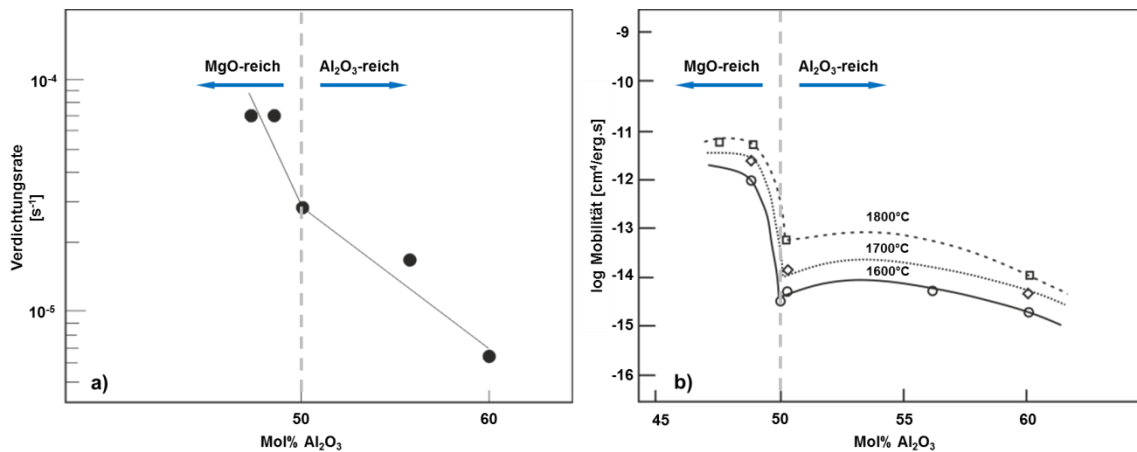 MgO-reich
Al₂O₃-reich
10⁻⁴
10⁻⁵
Verdichtungsrate
[s⁻¹]
a)
50
60
Mol% Al₂O₃
MgO-reich
Al₂O₃-reich
-9
-10
-11
-12
-13
-14
-15
-16
log Mobilität [cm⁴/erg.s]
1800°C
1700°C
1600°C
b)
45
50
55
60
Mol% Al₂O₃